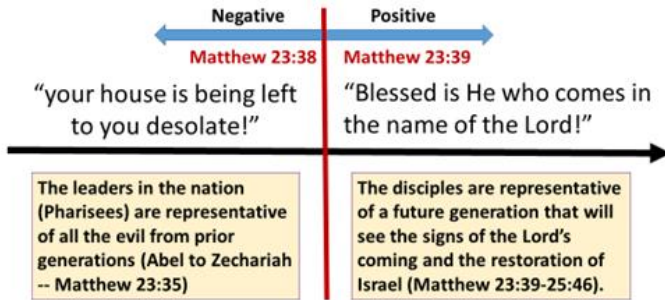 Negative
Positive
Matthew 23:38
Matthew 23:39
“your house is being left
to you desolate!”
“Blessed is He who comes in
the name of the Lord!”
The leaders in the nation
(Pharisees) are representative
of all the evil from prior
generations (Abel to Zechariah
-- Matthew 23:35)
The disciples are representative
of a future generation that will
see the signs of the Lord’s
coming and the restoration of
Israel (Matthew 23:39-25:46).